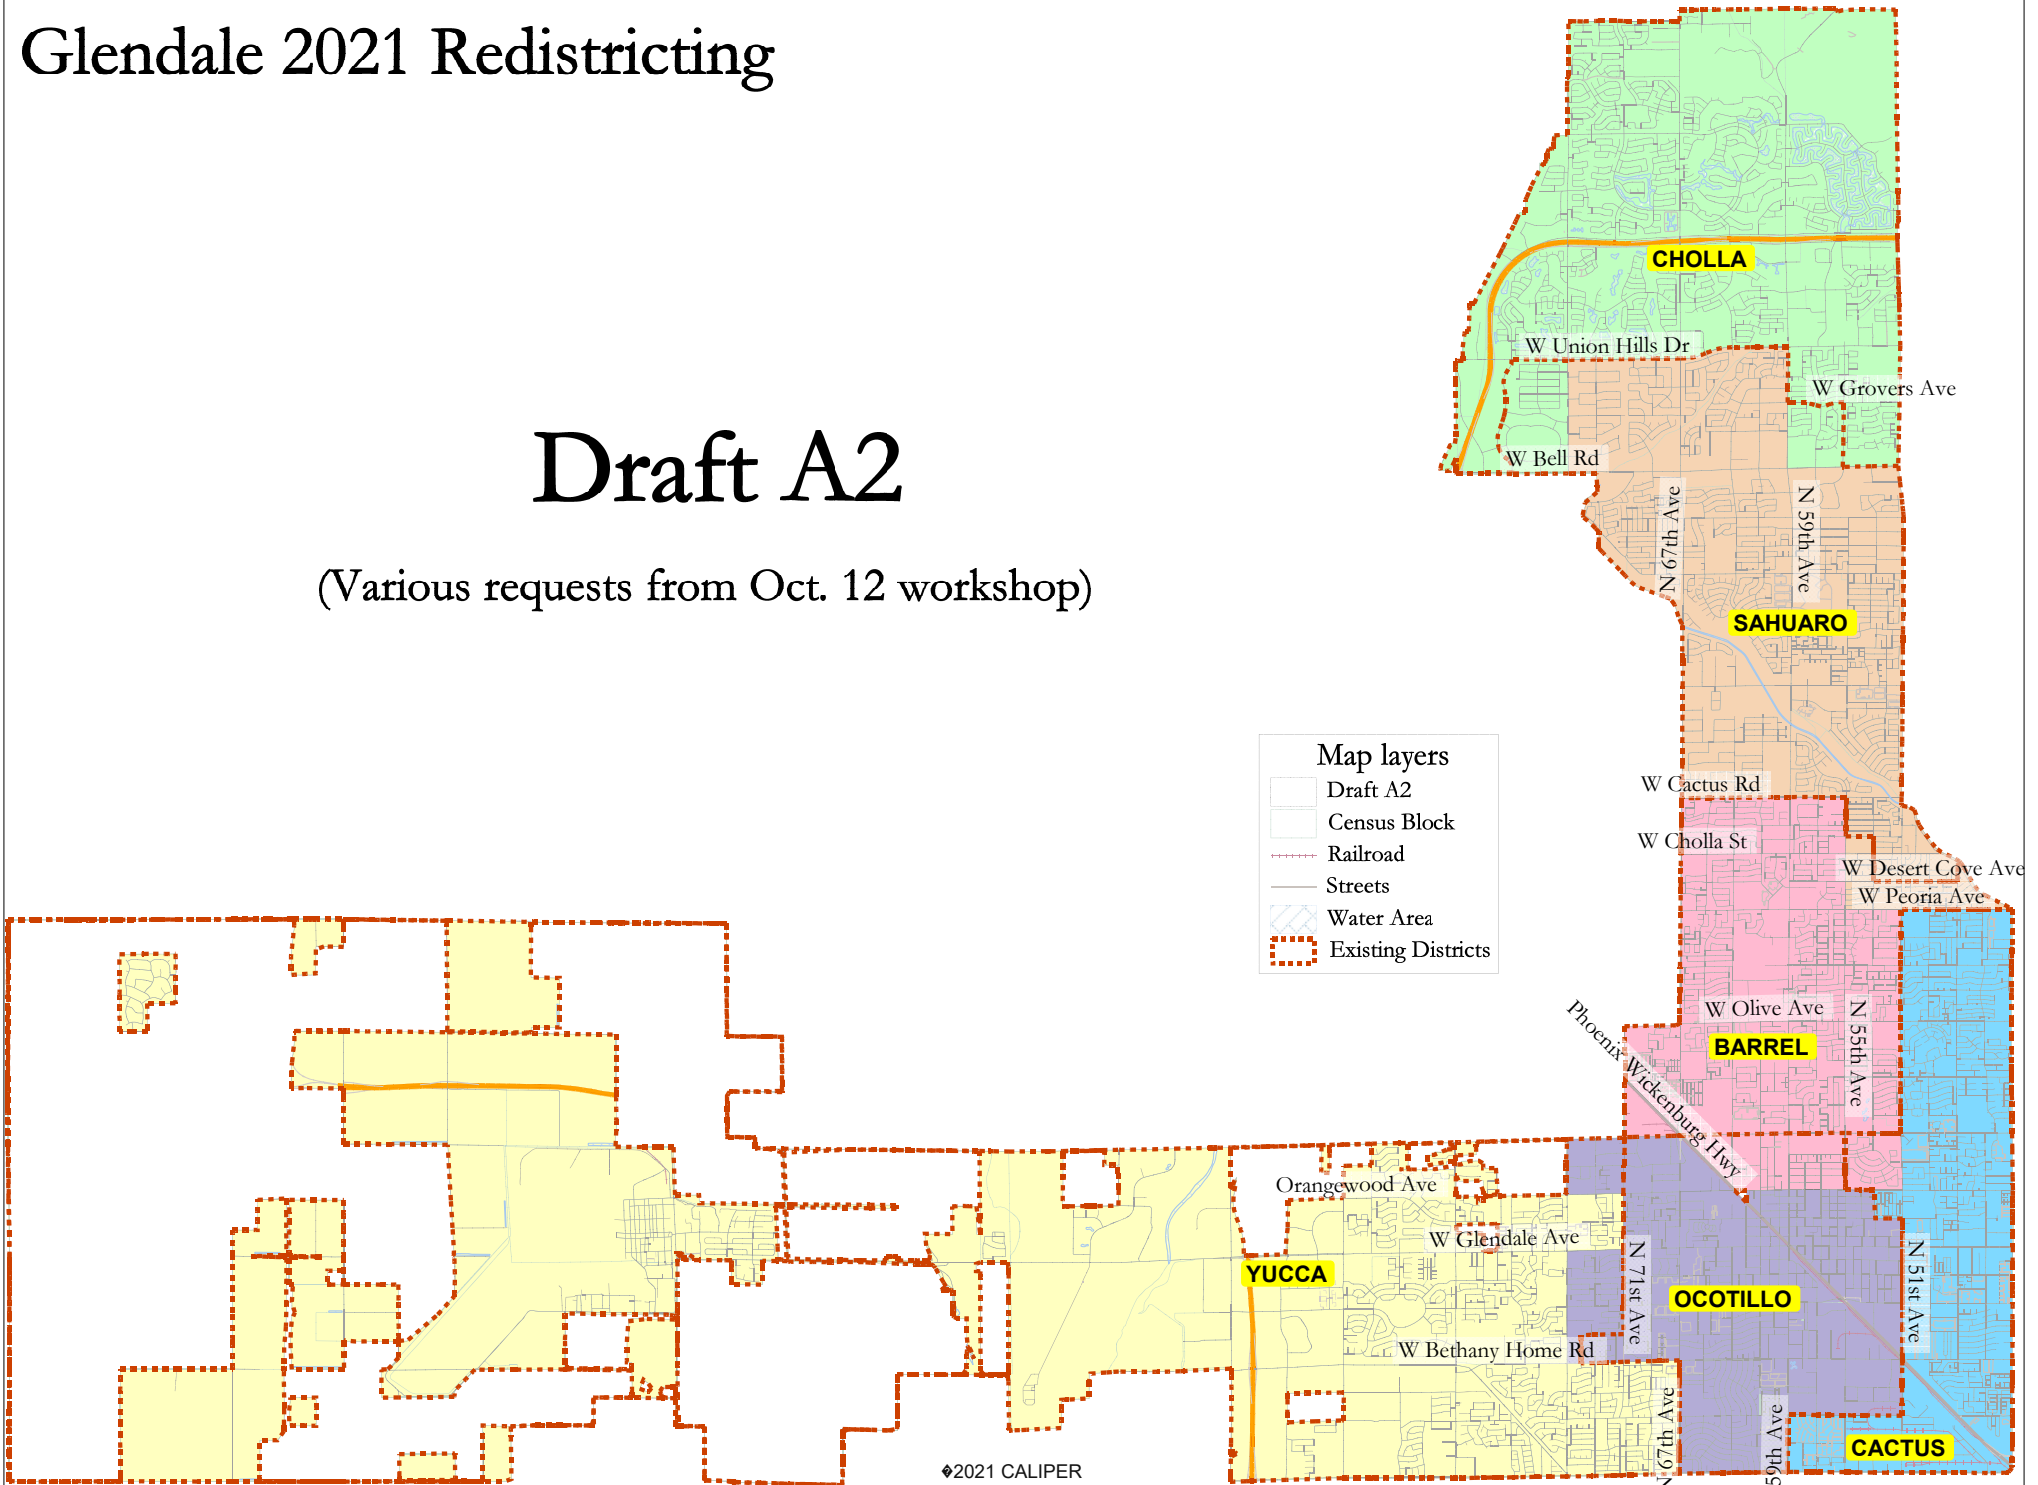 Glendale 2021 Redistricting
Draft A2
(Various requests from Oct. 12 workshop)
CHOLLA
W Union Hills Dr
W Grovers Ave
W Bell Rd
N 67th Ave
N 59th Ave
SAHUARO
W Cactus Rd
W Cholla St
W Desert Cove Ave
W Peoria Ave
Map layers
Draft A2
Census Block
Railroad
Streets
Water Area
Existing Districts
W Olive Ave
N 55th Ave
BARREL
Phoenix Wickenburg Hwy
Orangewood Ave
W Glendale Ave
YUCCA
N 71st Ave
OCOTILLO
N 51st Ave
W Bethany Home Rd
N 67th Ave
59th Ave
CACTUS
�2021 CALIPER